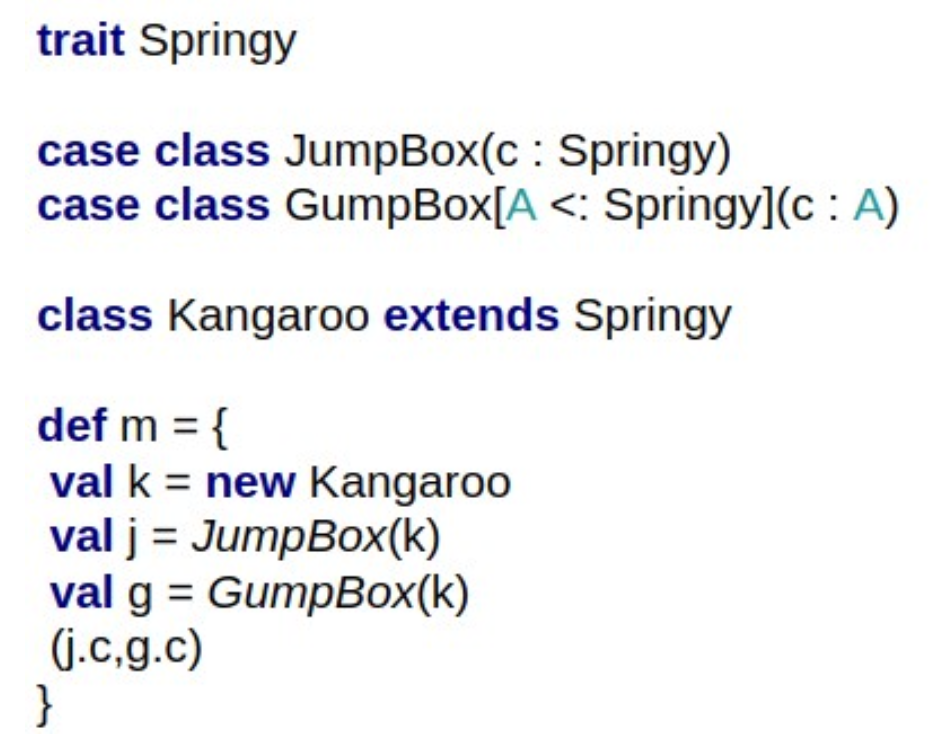 trait Springy
case class JumpBox(c : Springy)
case class GumpBox[A <: Springy](c : A)
class Kangaroo extends Springy
def m = {
val k = new Kangaroo
val j = JumpBox(k)
val g = GumpBox(k)
(j.c,g.c)
}